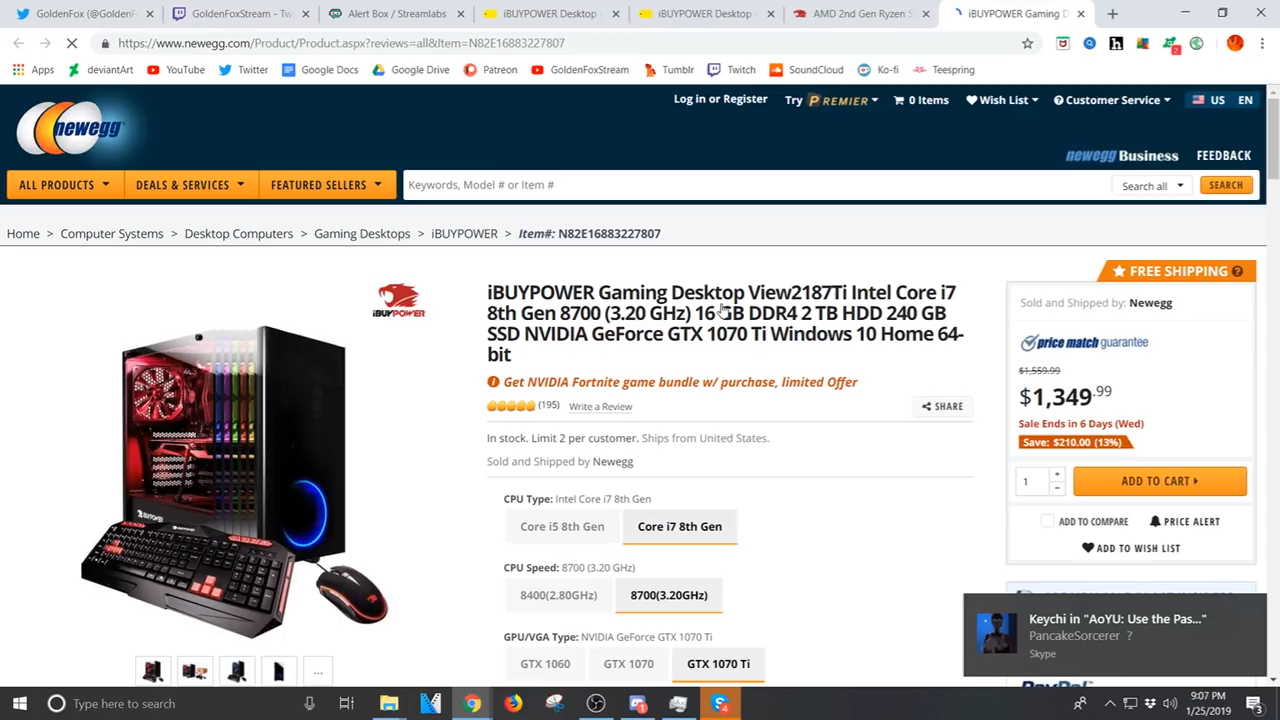 GoldenFox (@GoldenF
GoldenFoxStream - Tw
Alert Box / Streamlabs
iBUYPOWER Desktop -
iBUYPOWER Desktop -
AMD 2nd Gen Ryzen S
iBUYPOWER Gaming D
https://www.newegg.com/Product/Product.aspx?reviews=all&Item=N82E16883227807
Apps
deviantArt
YouTube
Twitter
Google Docs
Google Drive
Patreon
GoldenFoxStream
Tumblr
Twitch
SoundCloud
Ko-fi
Teespring
newegg
Log in or Register
Try PREMIER
0 Items
Wish List
Customer Service
US EN
newegg Business
FEEDBACK
ALL PRODUCTS
DEALS & SERVICES
FEATURED SELLERS
Keywords, Model # or Item #
Search all
SEARCH
Home > Computer Systems > Desktop Computers > Gaming Desktops > iBUYPOWER > Item#: N82E16883227807
iBUYPOWER
iBUYPOWER Gaming Desktop View2187Ti Intel Core i7
8th Gen 8700 (3.20 GHz) 16 GB DDR4 2 TB HDD 240 GB
SSD NVIDIA GeForce GTX 1070 Ti Windows 10 Home 64-
bit
Get NVIDIA Fortnite game bundle w/ purchase, limited Offer
(195) Write a Review
SHARE
In stock. Limit 2 per customer. Ships from United States.
Sold and Shipped by Newegg
CPU Type: Intel Core i7 8th Gen
Core i5 8th Gen
Core i7 8th Gen
CPU Speed: 8700 (3.20 GHz)
8400(2.80GHz)
8700(3.20GHz)
GPU/VGA Type: NVIDIA GeForce GTX 1070 Ti
GTX 1060
GTX 1070
GTX 1070 Ti
...
FREE SHIPPING ?
Sold and Shipped by: Newegg
price match guarantee
$1,559.99
$1,349.99
Sale Ends in 6 Days (Wed)
Save: $210.00 (13%)
1
ADD TO CART
ADD TO COMPARE
PRICE ALERT
ADD TO WISH LIST
Keychi in "AoYU: Use the Pas..."
PancakeSorcerer ?
Skype
PayPal
Type here to search
9:07 PM
1/25/2019